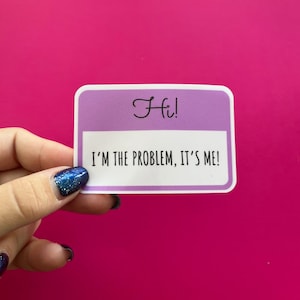 Hi!
I'M THE PROBLEM, IT'S ME!